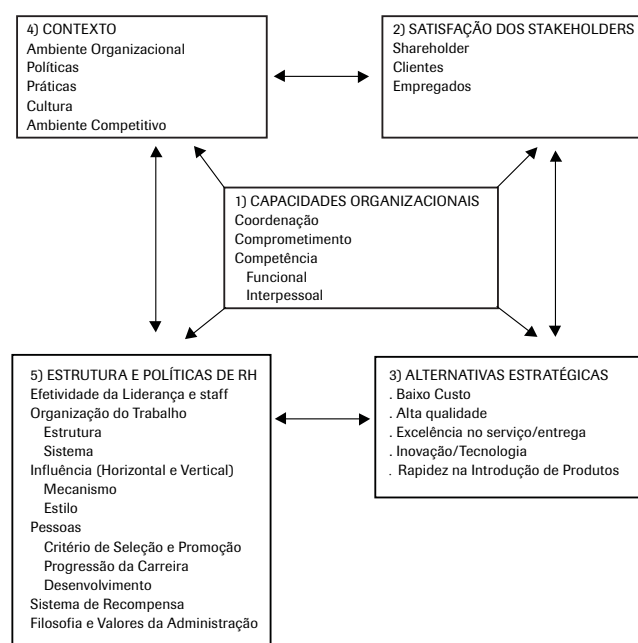 4) CONTEXTO
Ambiente Organizacional
Políticas
Práticas
Cultura
Ambiente Competitivo
2) SATISFAÇÃO DOS STAKEHOLDERS
Shareholder
Clientes
Empregados
1) CAPACIDADES ORGANIZACIONAIS
Coordenação
Comprometimento
Competência
Funcional
Interpessoal
5) ESTRUTURA E POLÍTICAS DE RH
Efetividade da Liderança e staff
Organização do Trabalho
Estrutura
Sistema
Influência (Horizontal e Vertical)
Mecanismo
Estilo
Pessoas
Critério de Seleção e Promoção
Progressão da Carreira
Desenvolvimento
Sistema de Recompensa
Filosofia e Valores da Administração
3) ALTERNATIVAS ESTRATÉGICAS
. Baixo Custo
. Alta qualidade
. Excelência no serviço/entrega
. Inovação/Tecnologia
. Rapidez na Introdução de Produtos